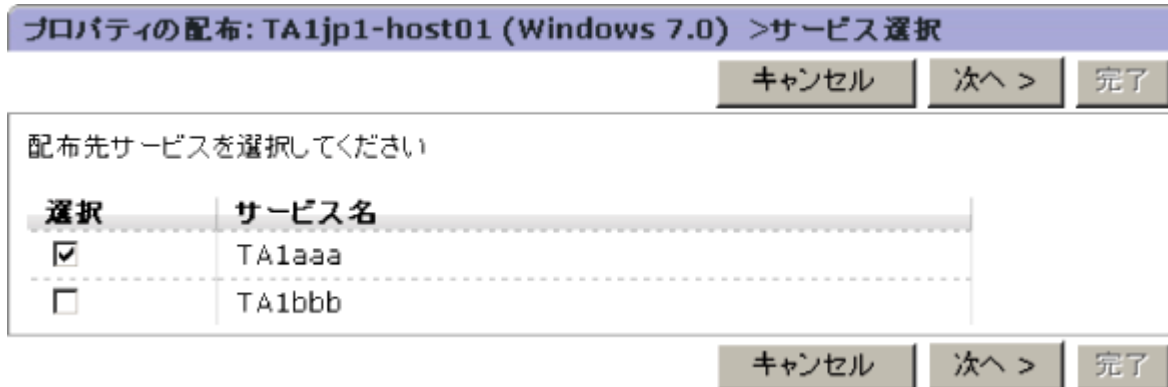 プロパティの配布: TA1jp1-host01 (Windows 7.0) >サービス選択
キャンセル 次へ > 完了
配布先サービスを選択してください
選択 サービス名
TA1aaa
TA1bbb
キャンセル 次へ > 完了